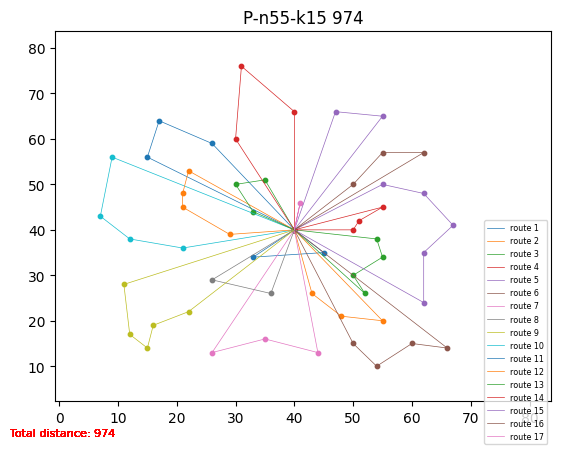 P-n55-k15 974
80
70
60
50
40
30
20
10
0
10
20
30
40
50
60
70
80
route 1
route 2
route 3
route 4
route 5
route 6
route 7
route 8
route 9
route 10
route 11
route 12
route 13
route 14
route 15
route 16
route 17
Total distance: 974